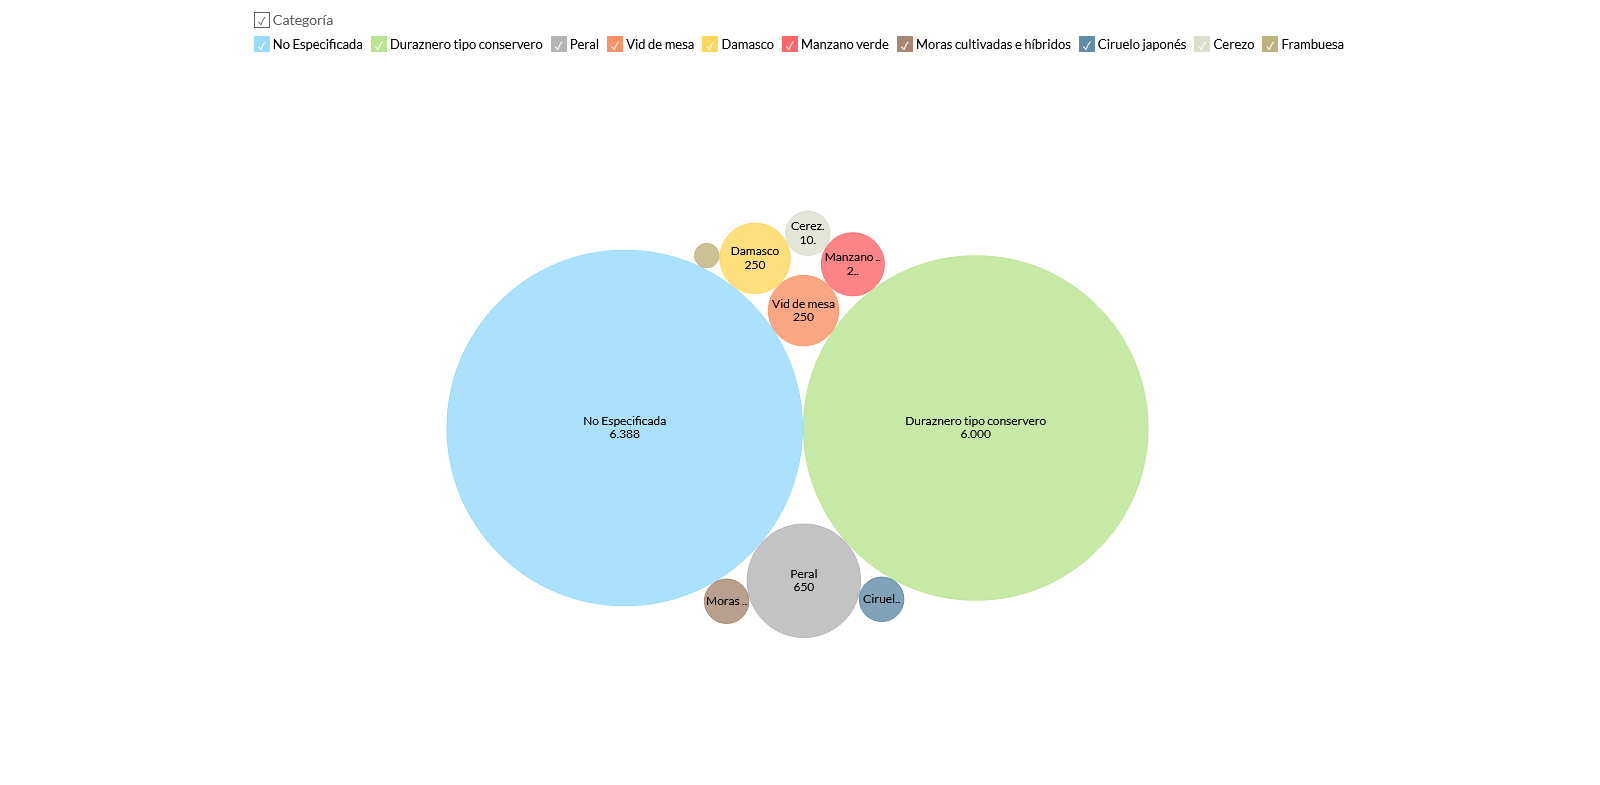 Categoría
No Especificada Duraznero tipo conservero Peral Vid de mesa Damasco Manzano verde Moras cultivadas e híbridos Ciruelo japonés Cerezo Frambuesa
Cerez.
10.
Damasco
250
Manzano ..
2..
Vid de mesa
250
No Especificada
6.388
Duraznero tipo conservero
6.000
Peral
650
Moras ..
Ciruel..